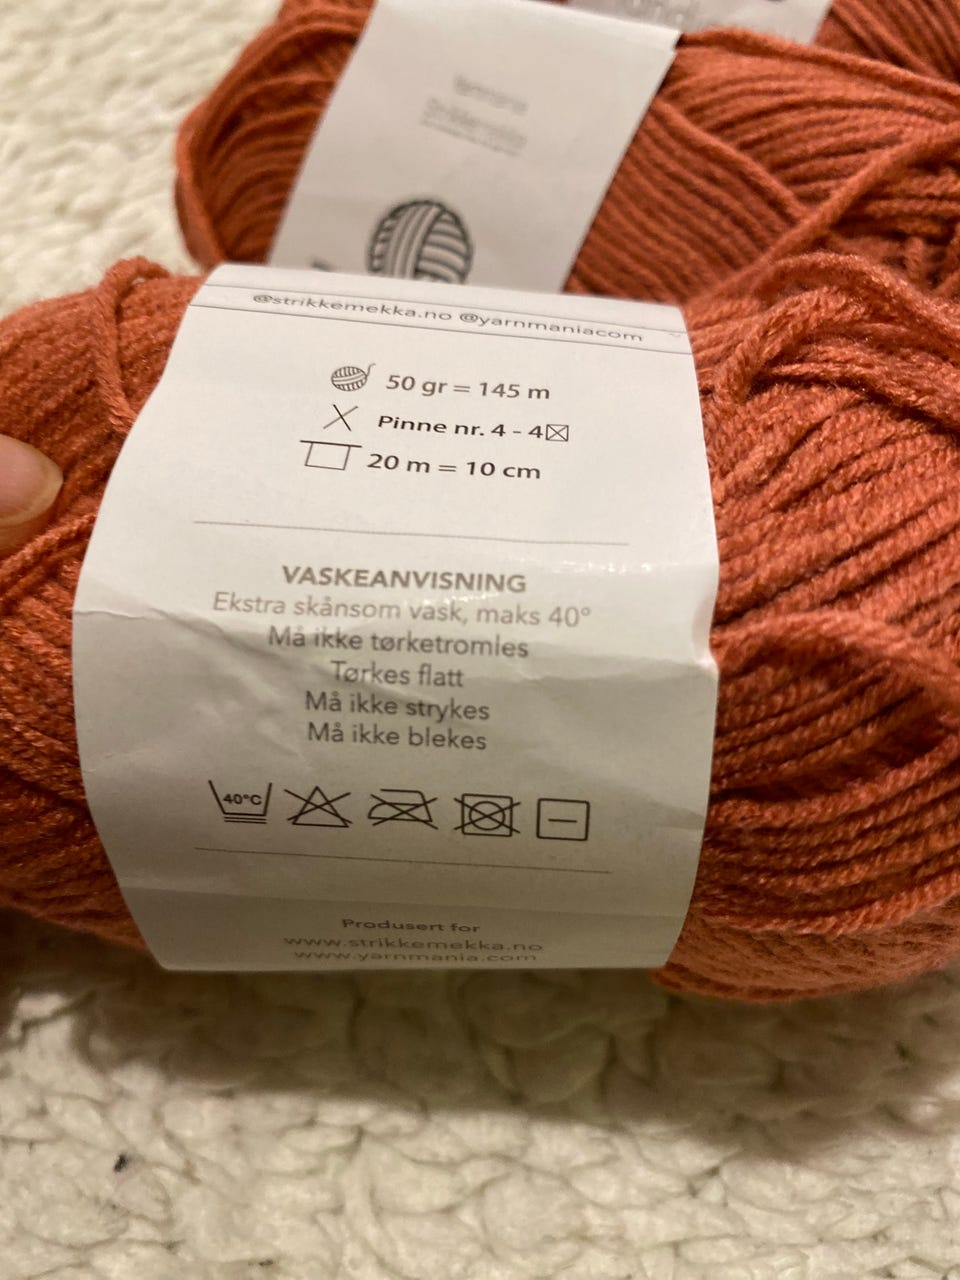 @strikkemekka.no @yarnmaniacom
50 gr = 145 m
Pinne nr. 4 - 4☒
20 m = 10 cm
VASKEANVISNING
Ekstra skånsom vask, maks 40°
Må ikke tørketromles
Tørkes flatt
Må ikke strykes
Må ikke blekes
40°C
Produsert for
www.strikkemekka.no
www.yarnmania.com